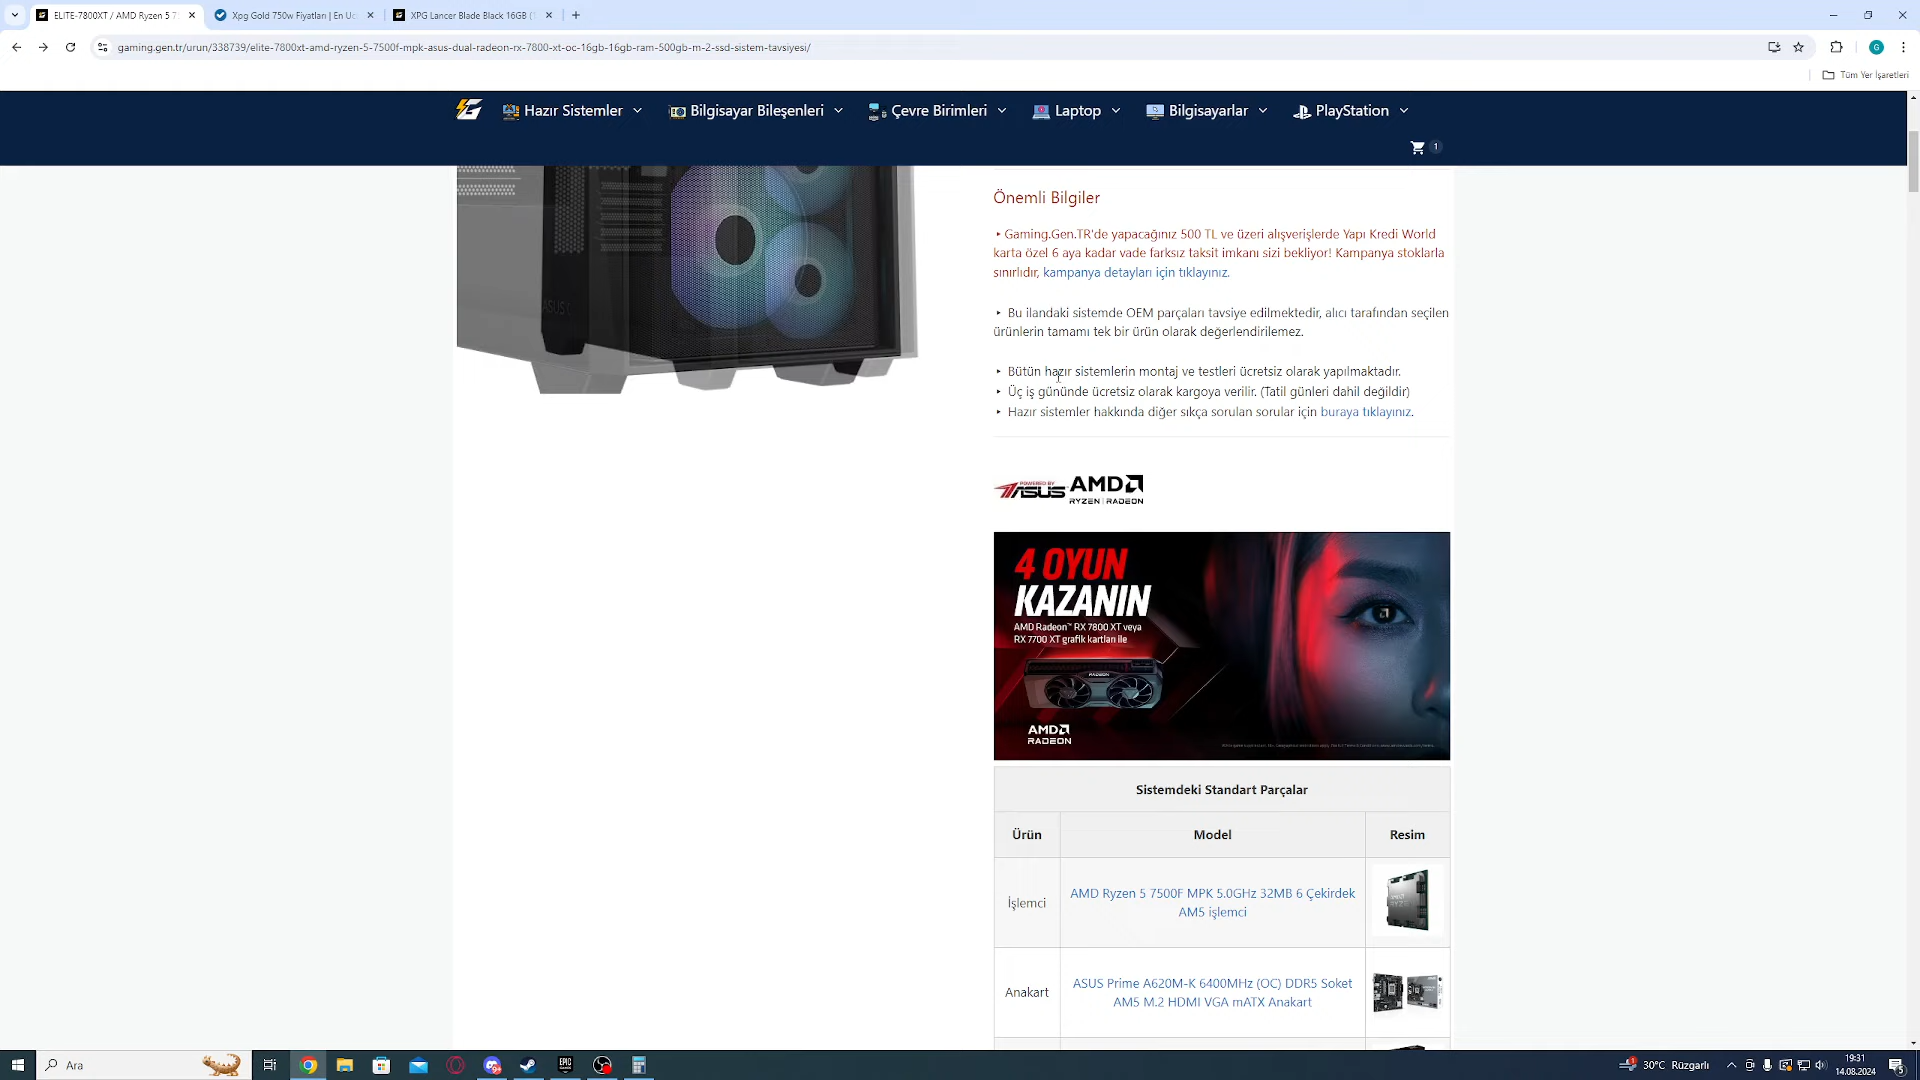 ELITE-7800XT / AMD Ryzen 5 7
Xpg Gold 750w Fiyatları | En Uc
XPG Lancer Blade Black 16GB (
gaming.gen.tr/urun/338739/elite-7800xt-amd-ryzen-5-7500f-mpk-asus-dual-radeon-rx-7800-xt-oc-16gb-16gb-ram-500gb-m-2-ssd-sistem-tavsiyesi/
G
Tüm Yer İşaretleri
Hazır Sistemler
Bilgisayar Bileşenleri
Çevre Birimleri
Laptop
Bilgisayarlar
PlayStation
1
ASUS
Önemli Bilgiler
‣ Gaming.Gen.TR'de yapacağınız 500 TL ve üzeri alışverişlerde Yapı Kredi World
karta özel 6 aya kadar vade farksız taksit imkanı sizi bekliyor! Kampanya stoklarla
sınırlıdır, kampanya detayları için tıklayınız.
‣ Bu ilandaki sistemde OEM parçaları tavsiye edilmektedir, alıcı tarafından seçilen
ürünlerin tamamı tek bir ürün olarak değerlendirilemez.
‣ Bütün hazır sistemlerin montaj ve testleri ücretsiz olarak yapılmaktadır.
‣ Üç iş gününde ücretsiz olarak kargoya verilir. (Tatil günleri dahil değildir)
‣ Hazır sistemler hakkında diğer sıkça sorulan sorular için buraya tıklayınız.
POWERED BY
ASUS
AMD
RYZEN | RADEON
4 OYUN
KAZANIN
AMD Radeon™ RX 7800 XT veya
RX 7700 XT grafik kartları ile
RADEON
AMD
RADEON
Sistemdeki Standart Parçalar
Ürün Model Resim
İşlemci
AMD Ryzen 5 7500F MPK 5.0GHz 32MB 6 Çekirdek
AM5 işlemci
Anakart
ASUS Prime A620M-K 6400MHz (OC) DDR5 Soket
AM5 M.2 HDMI VGA mATX Anakart
Ara
EPIC
GAMES
1
30°C Rüzgarlı
19:31
14.08.2024
5